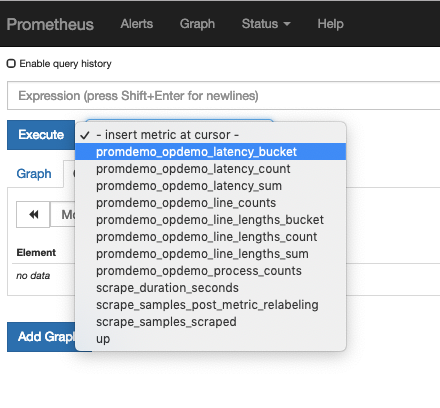 Prometheus Alerts Graph Status Help
Enable query history
Expression (press Shift+Enter for newlines)
Execute
- insert metric at cursor -
promdemo_opdemo_latency_bucket
promdemo_opdemo_latency_count
promdemo_opdemo_latency_sum
promdemo_opdemo_line_counts
promdemo_opdemo_line_lengths_bucket
promdemo_opdemo_line_lengths_count
promdemo_opdemo_line_lengths_sum
promdemo_opdemo_process_counts
scrape_duration_seconds
scrape_samples_post_metric_relabeling
scrape_samples_scraped
up
Graph
Element
no data
Add Graph